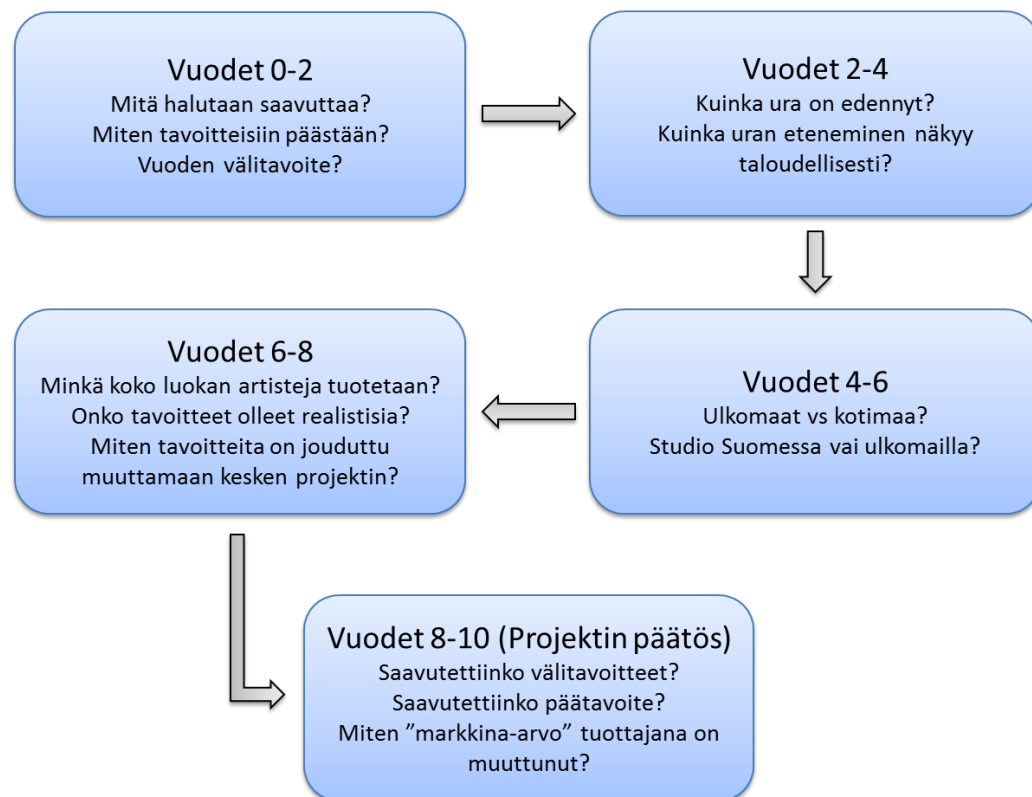 Vuodet 0-2
Mitä halutaan saavuttaa?
Miten tavoitteisiin päästään?
Vuoden välitavoite?
Vuodet 2-4
Kuinka ura on edennyt?
Kuinka uran eteneminen näkyy
taloudellisesti?
Vuodet 4-6
Ulkomaat vs kotimaa?
Studio Suomessa vai ulkomailla?
Vuodet 6-8
Minkä koko luokan artisteja tuotetaan?
Onko tavoitteet olleet realistisia?
Miten tavoitteita on jouduttu
muuttamaan kesken projektin?
Vuodet 8-10 (Projektin päätös)
Saavutettiinko välitavoitteet?
Saavutettiinko päätavoite?
Miten ”markkina-arvo” tuottajana on
muuttunut?